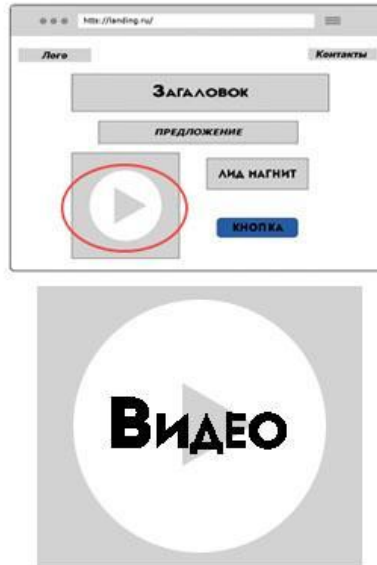 http://landing.ru/
Лого
Контакты
ЗАГАЛОВОК
ПРЕДЛОЖЕНИЕ
ЛИД МАГНИТ
КНОПКА
ВИДЕО